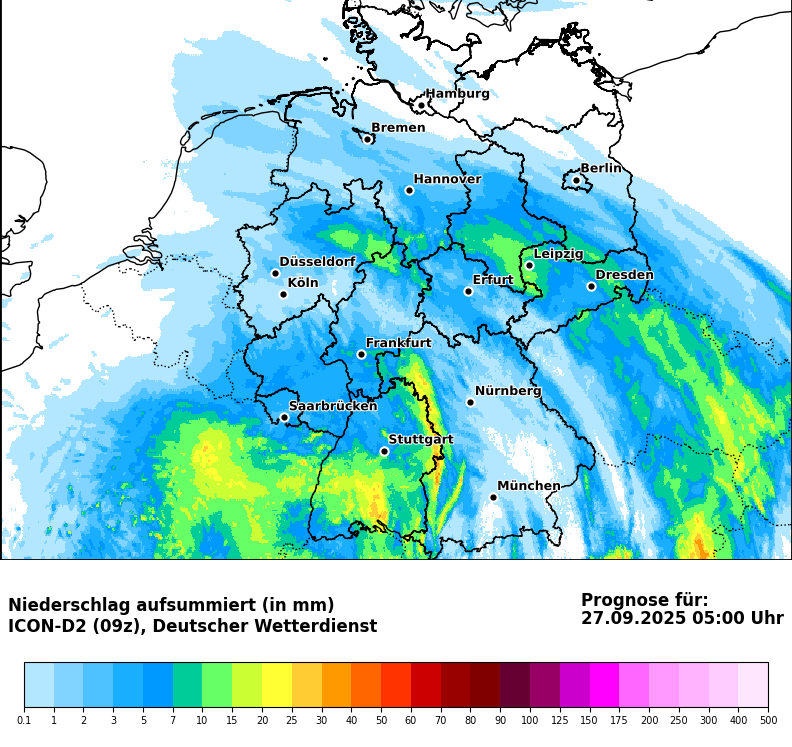 Hamburg
Bremen
Berlin
Hannover
Leipzig
Düsseldorf
Dresden
Köln
Erfurt
Frankfurt
Nürnberg
Saarbrücken
Stuttgart
München
Niederschlag aufsummiert (in mm)
ICON-D2 (09z), Deutscher Wetterdienst
Prognose für:
27.09.2025 05:00 Uhr
0.1 1 2 3 5 7 10 15 20 25 30 40 50 60 70 80 90 100 125 150 175 200 250 300 400 500